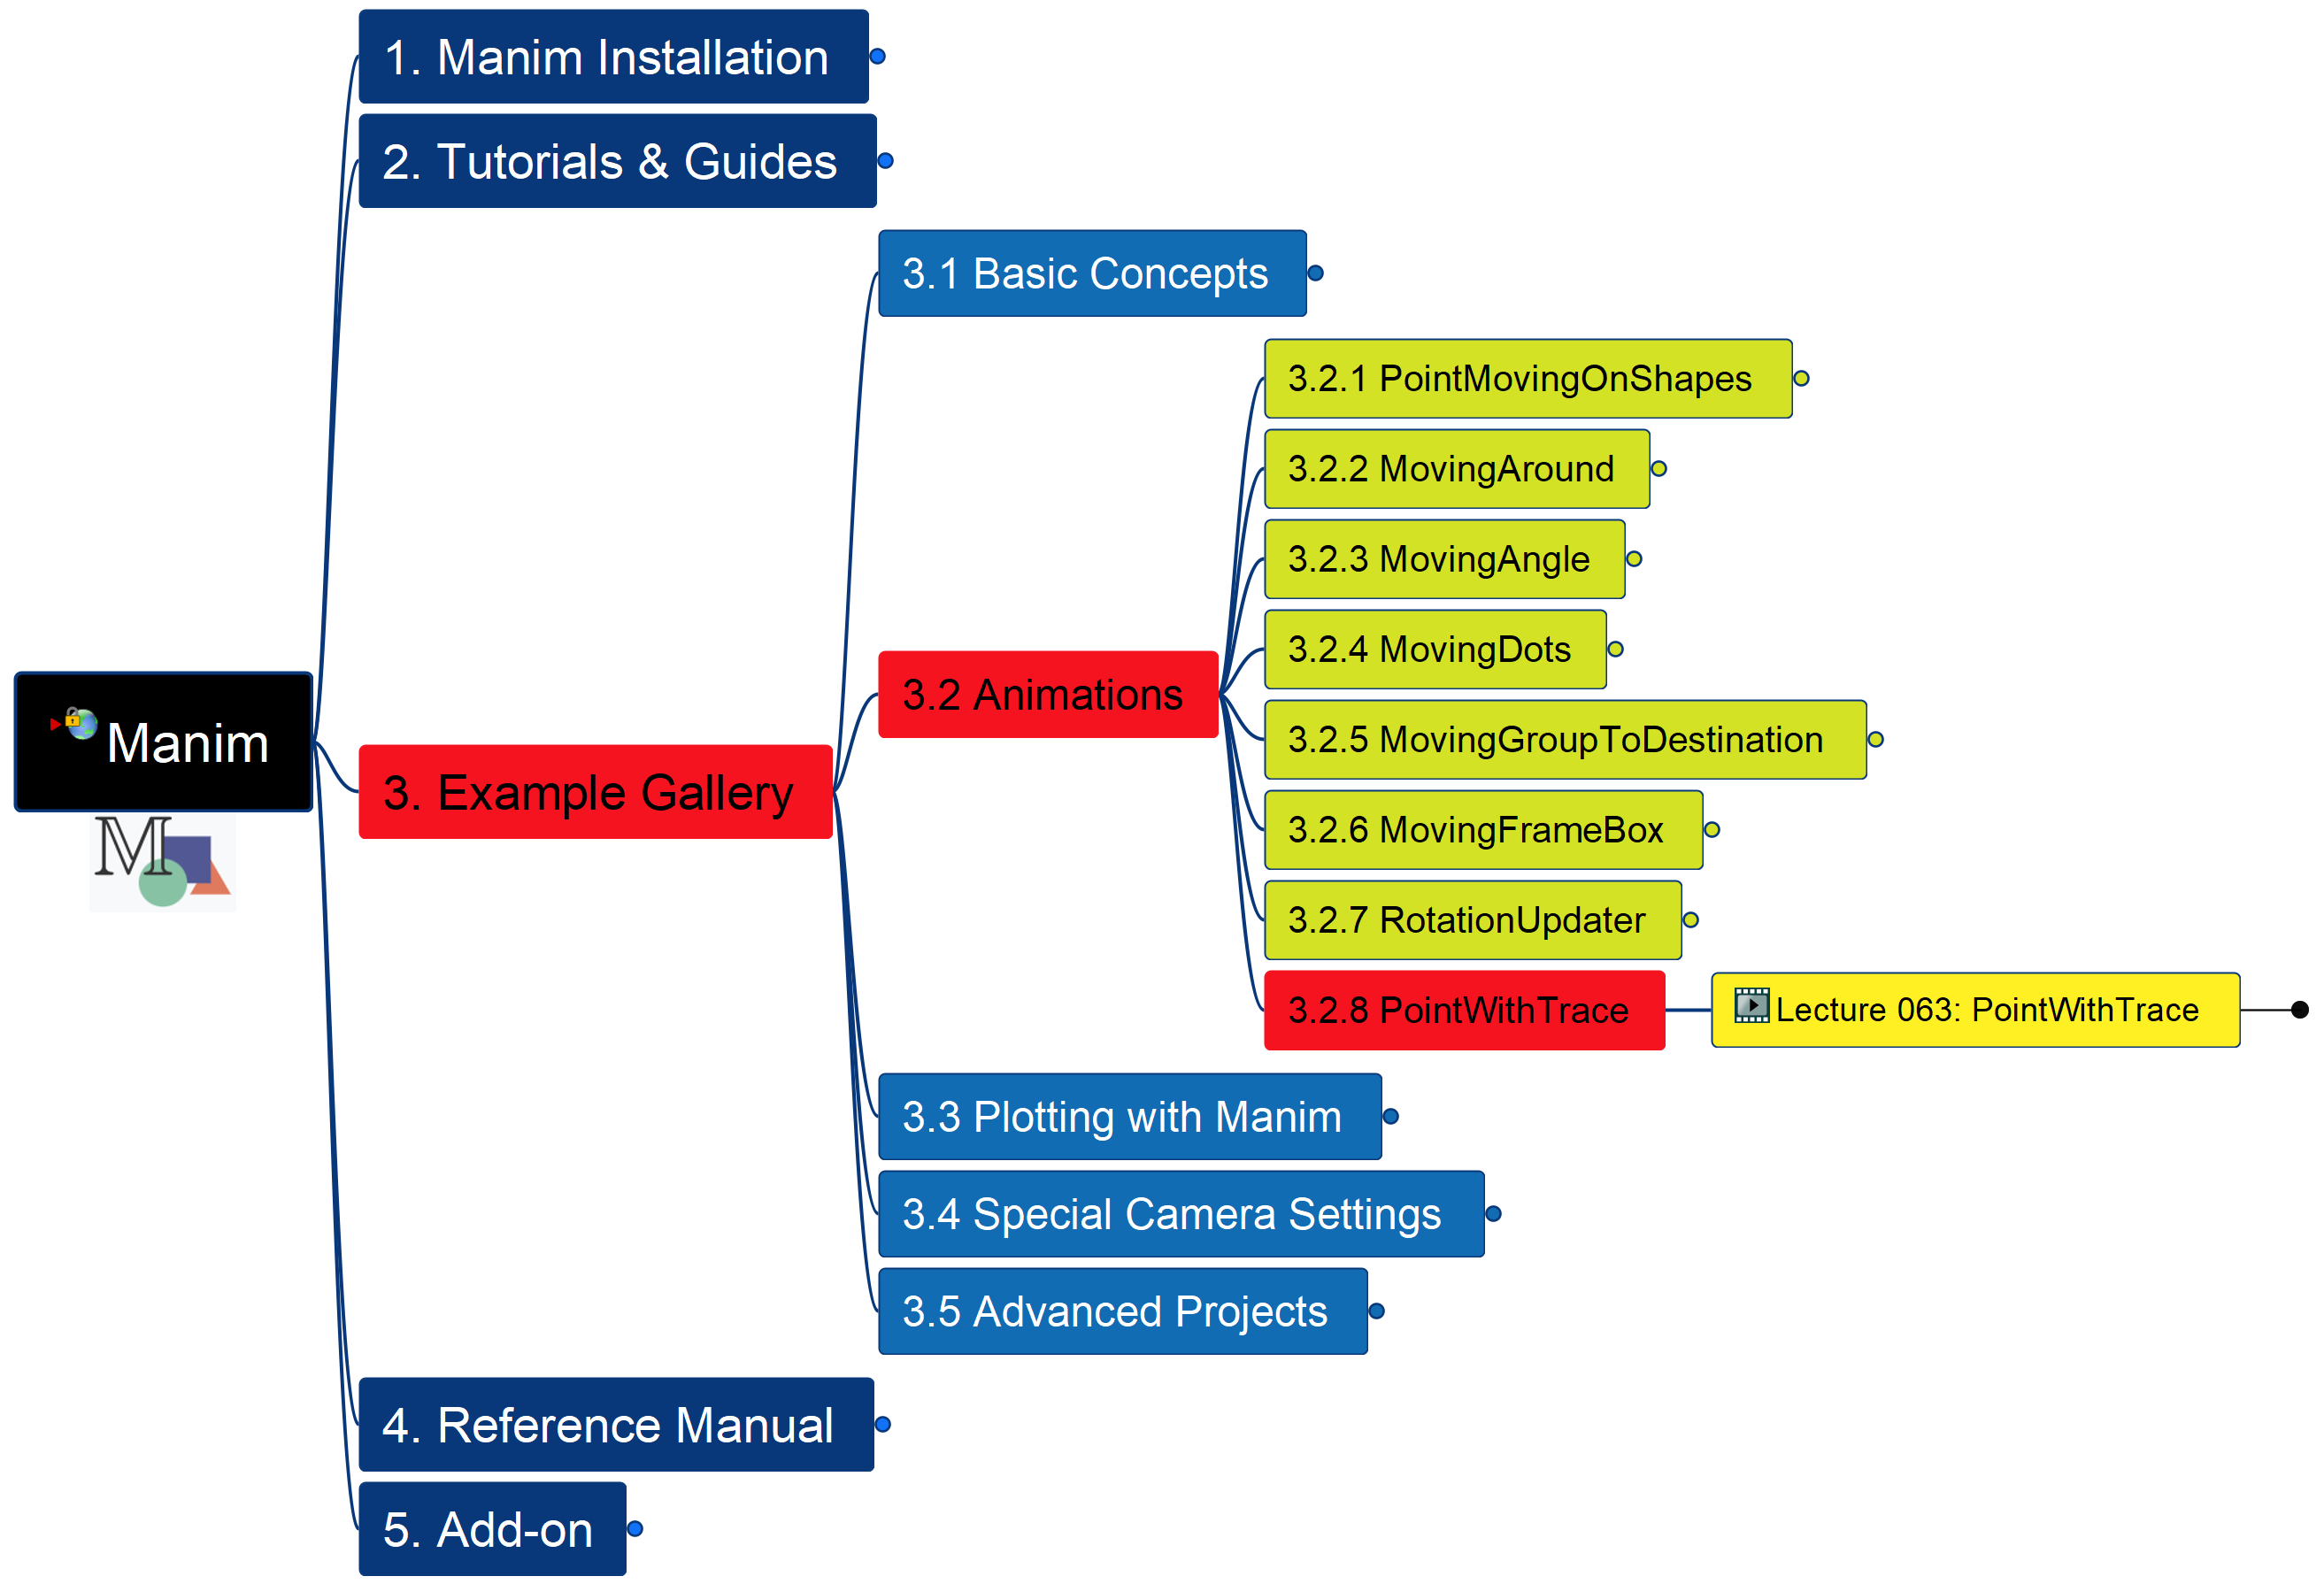 1. Manim Installation
2. Tutorials & Guides
3.1 Basic Concepts
3.2.1 PointMovingOnShapes
3.2.2 MovingAround
3.2.3 MovingAngle
3.2.4 MovingDots
3.2 Animations
Manim
3.2.5 MovingGroupToDestination
3. Example Gallery
3.2.6 MovingFrameBox
M
3.2.7 RotationUpdater
3.2.8 PointWithTrace
Lecture 063: PointWithTrace
3.3 Plotting with Manim
3.4 Special Camera Settings
3.5 Advanced Projects
4. Reference Manual
5. Add-on